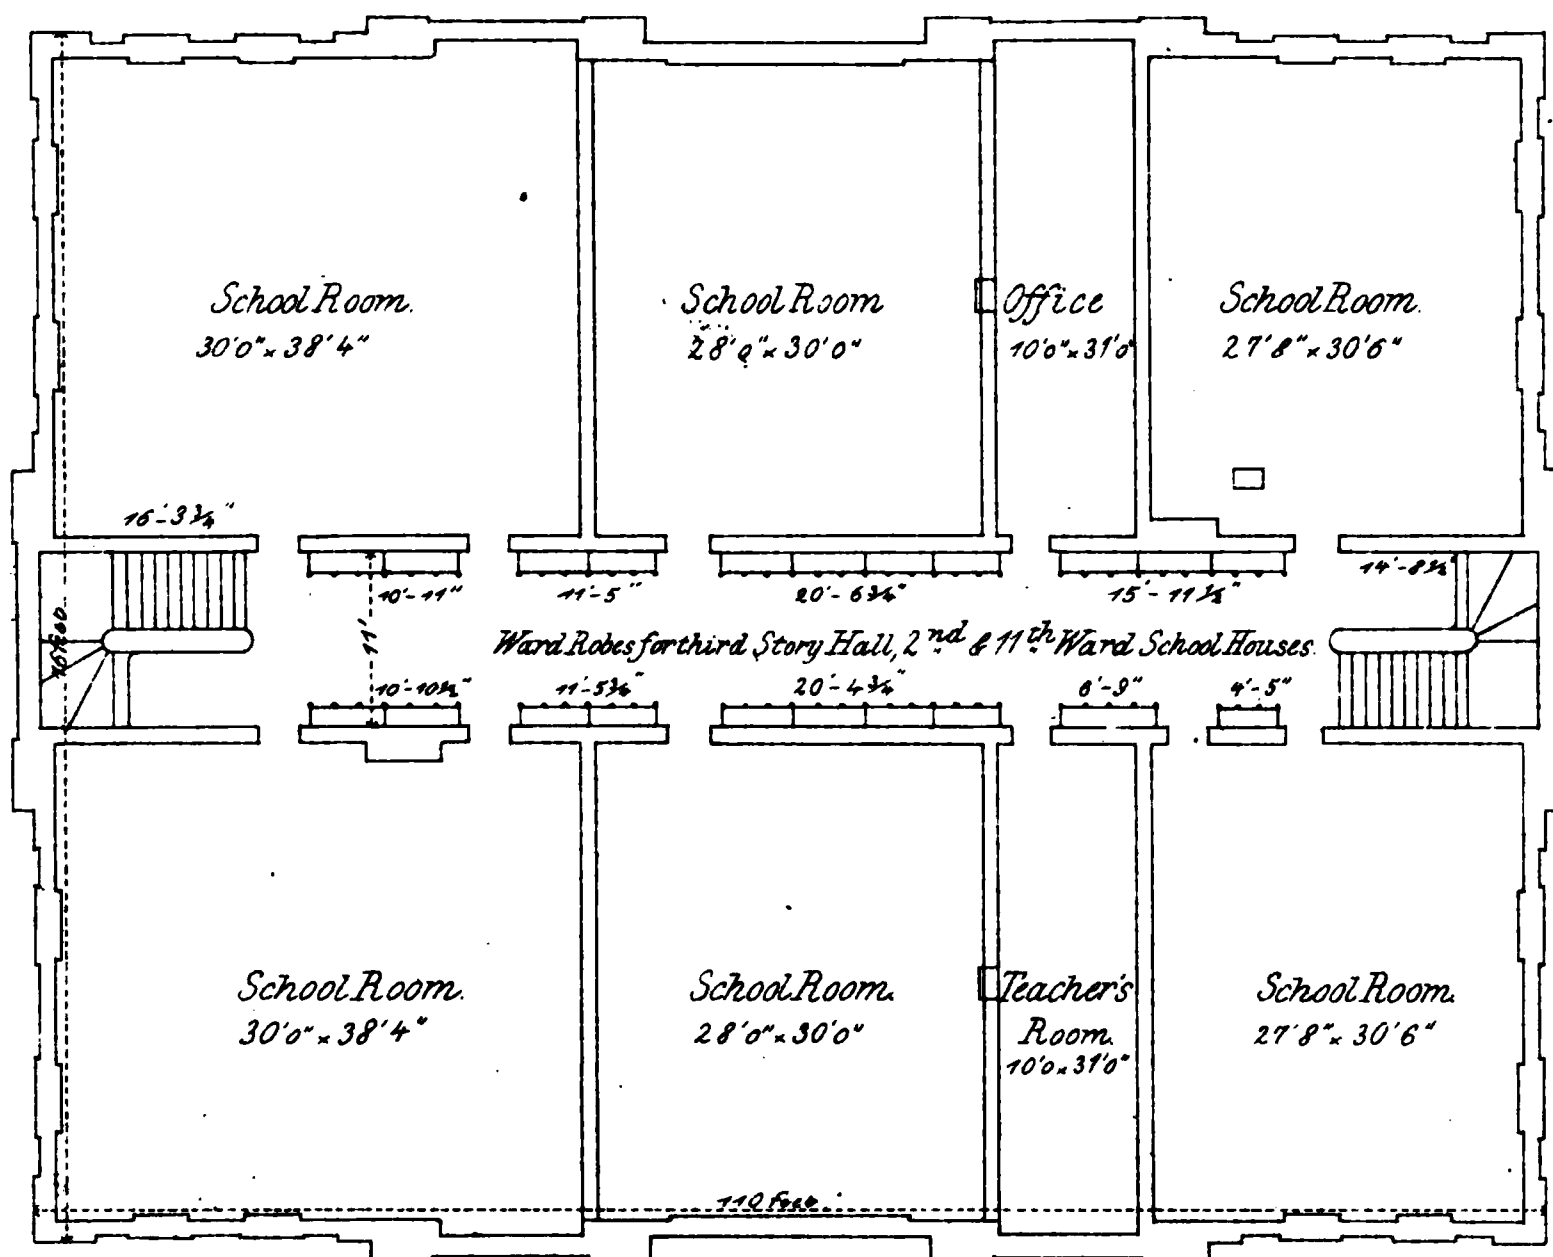 School Room.
30'0" x 38'4"
School Room
28'0" x 30'0"
Office
10'0" x 31'0"
School Room.
27'8" x 30'6"
16'-3¾"
14'-8½"
10'-11"
11'-5"
20'-6¾"
15'-11½"
11'
Ward Robes for third Story Hall, 2nd & 11th Ward School Houses.
10'-10½"
11'-5¾"
20'-4¾"
6'-9"
4'-5"
School Room.
30'0" x 38'4"
School Room.
28'0" x 30'0"
Teacher's
Room.
10'0 x 31'0"
School Room.
27'8" x 30'6"
110 Feet